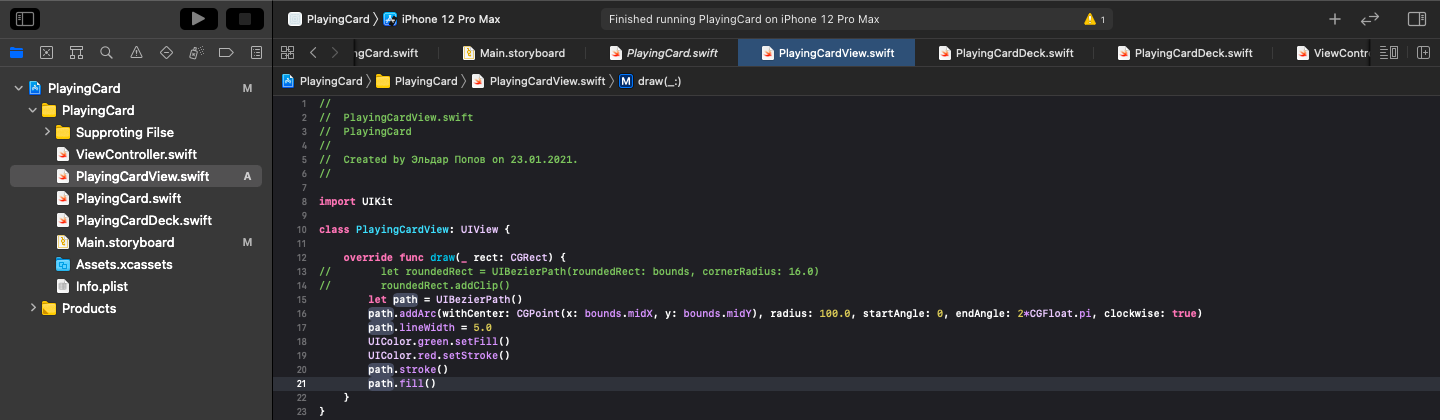 PlayingCard iPhone 12 Pro Max
Finished running PlayingCard on iPhone 12 Pro Max
1
gCard.swift
Main.storyboard
PlayingCard.swift
PlayingCardView.swift
PlayingCardDeck.swift
PlayingCardDeck.swift
ViewContr
PlayingCard PlayingCard PlayingCardView.swift M draw(_:)
PlayingCard M
PlayingCard
Supproting Filse
ViewController.swift
PlayingCardView.swift A
PlayingCard.swift
PlayingCardDeck.swift
Main.storyboard M
Assets.xcassets
Info.plist
Products
1 //
2 //  PlayingCardView.swift
3 //  PlayingCard
4 //
5 //  Created by Эльдар Попов on 23.01.2021.
6 //
7
8 import UIKit
9
10 class PlayingCardView: UIView {
11
12     override func draw(_ rect: CGRect) {
13 //        let roundedRect = UIBezierPath(roundedRect: bounds, cornerRadius: 16.0)
14 //        roundedRect.addClip()
15         let path = UIBezierPath()
16         path.addArc(withCenter: CGPoint(x: bounds.midX, y: bounds.midY), radius: 100.0, startAngle: 0, endAngle: 2*CGFloat.pi, clockwise: true)
17         path.lineWidth = 5.0
18         UIColor.green.setFill()
19         UIColor.red.setStroke()
20         path.stroke()
21         path.fill()
22     }
23 }